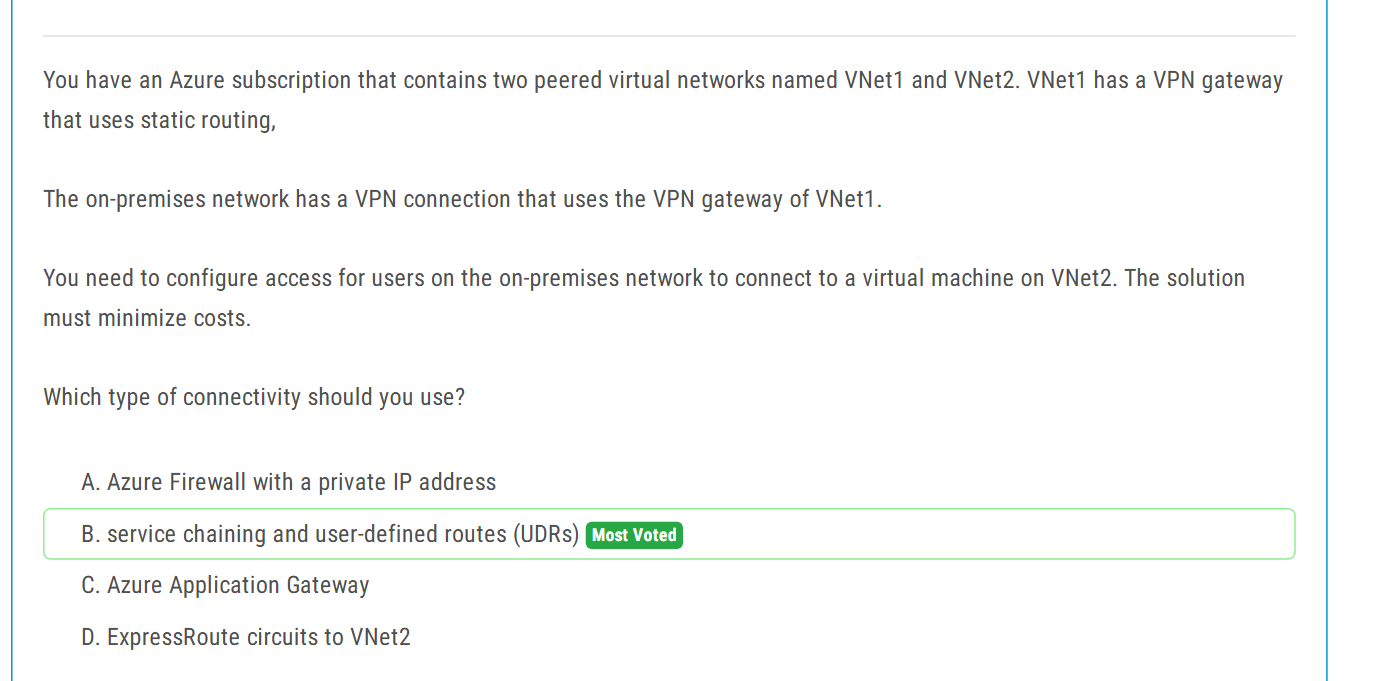 You have an Azure subscription that contains two peered virtual networks named VNet1 and VNet2. VNet1 has a VPN gateway
that uses static routing,
The on-premises network has a VPN connection that uses the VPN gateway of VNet1.
You need to configure access for users on the on-premises network to connect to a virtual machine on VNet2. The solution
must minimize costs.
Which type of connectivity should you use?
A. Azure Firewall with a private IP address
B. service chaining and user-defined routes (UDRs) Most Voted
C. Azure Application Gateway
D. ExpressRoute circuits to VNet2